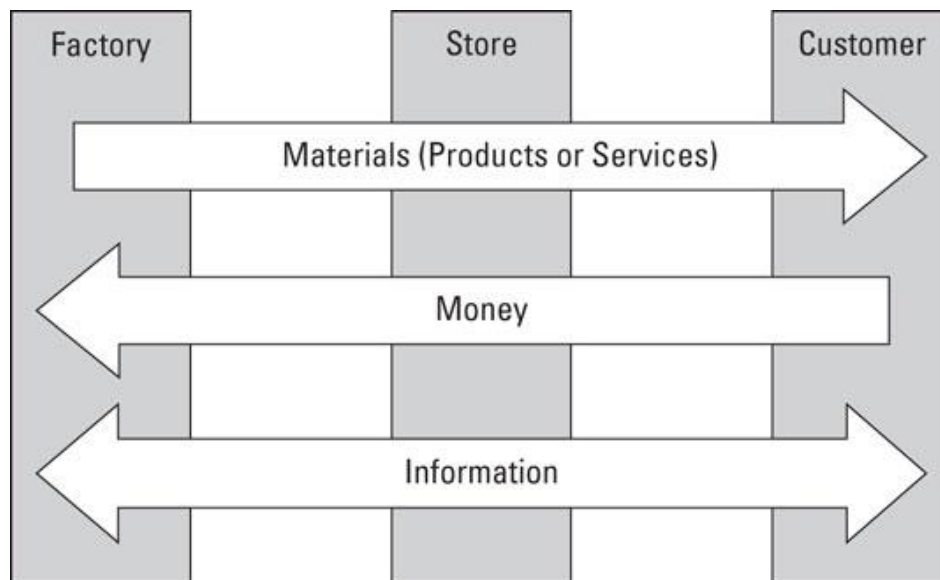 Factory
Store
Customer
Materials (Products or Services)
Money
Information